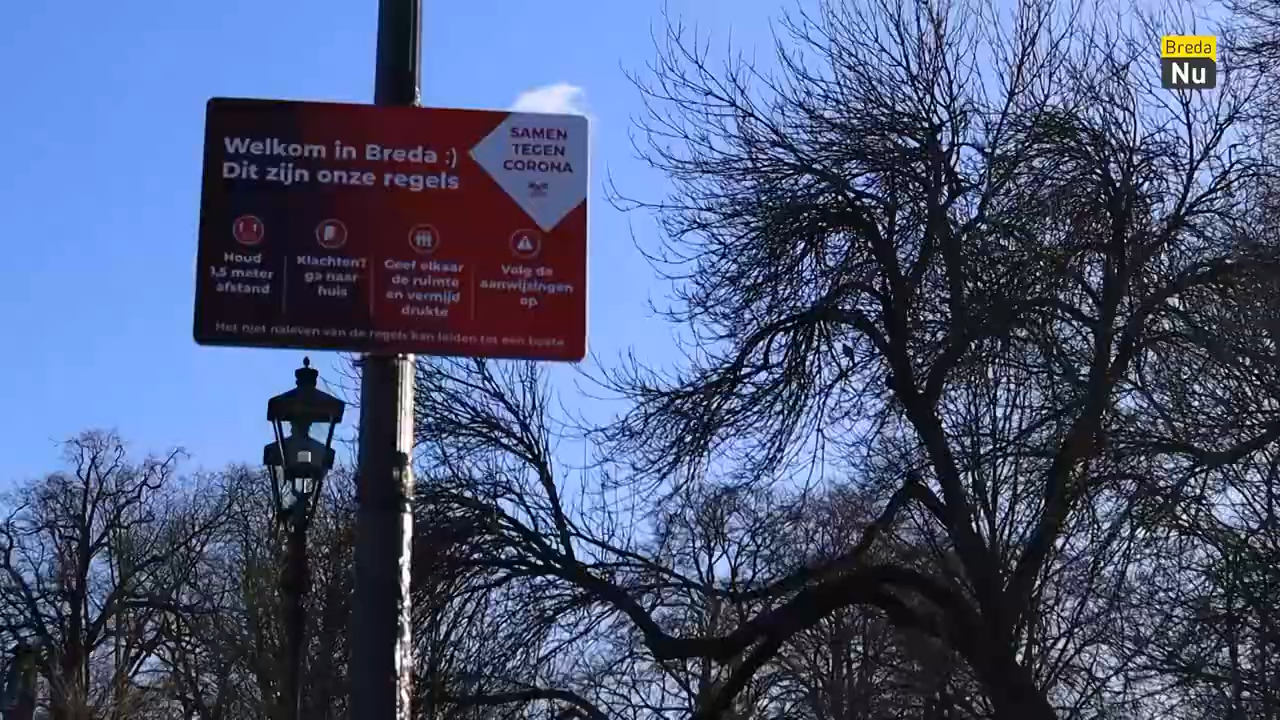 Breda
Nu
Welkom in Breda :)
Dit zijn onze regels
SAMEN
TEGEN
CORONA
Houd
1,5 meter
afstand
Klachten?
ga naar
huis
Geef elkaar
de ruimte
en vermijd
drukte
Volg de
aanwijzingen
op
Het niet naleven van de regels kan leiden tot een boete